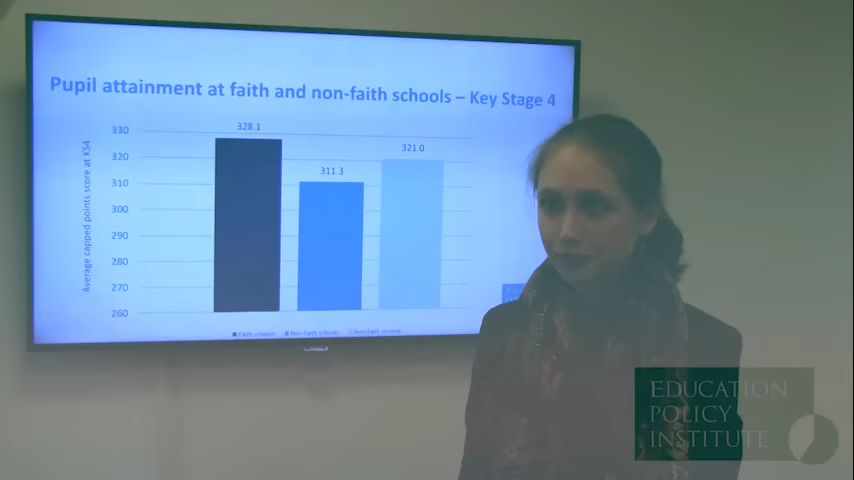 Pupil attainment at faith and non-faith schools – Key Stage 4
Average capped points score at KS4
330
320
310
300
290
280
270
260
328.1
311.3
321.0
Faith schools Non-faith schools Non-faith control
EDUCATION
POLICY
INSTITUTE